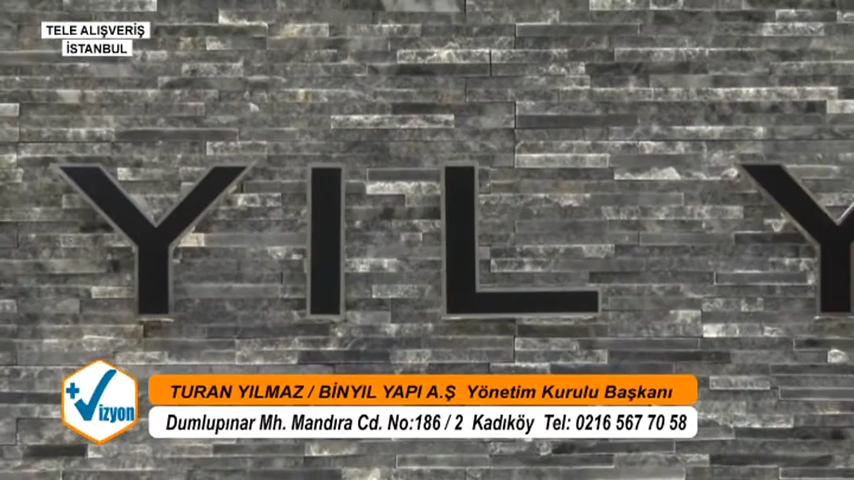 TELE ALIŞVERİŞ
İSTANBUL
YIL Y
+Vizyon
TURAN YILMAZ / BİNYIL YAPI A.Ş Yönetim Kurulu Başkanı
Dumlupınar Mh. Mandıra Cd. No:186 / 2 Kadıköy Tel: 0216 567 70 58